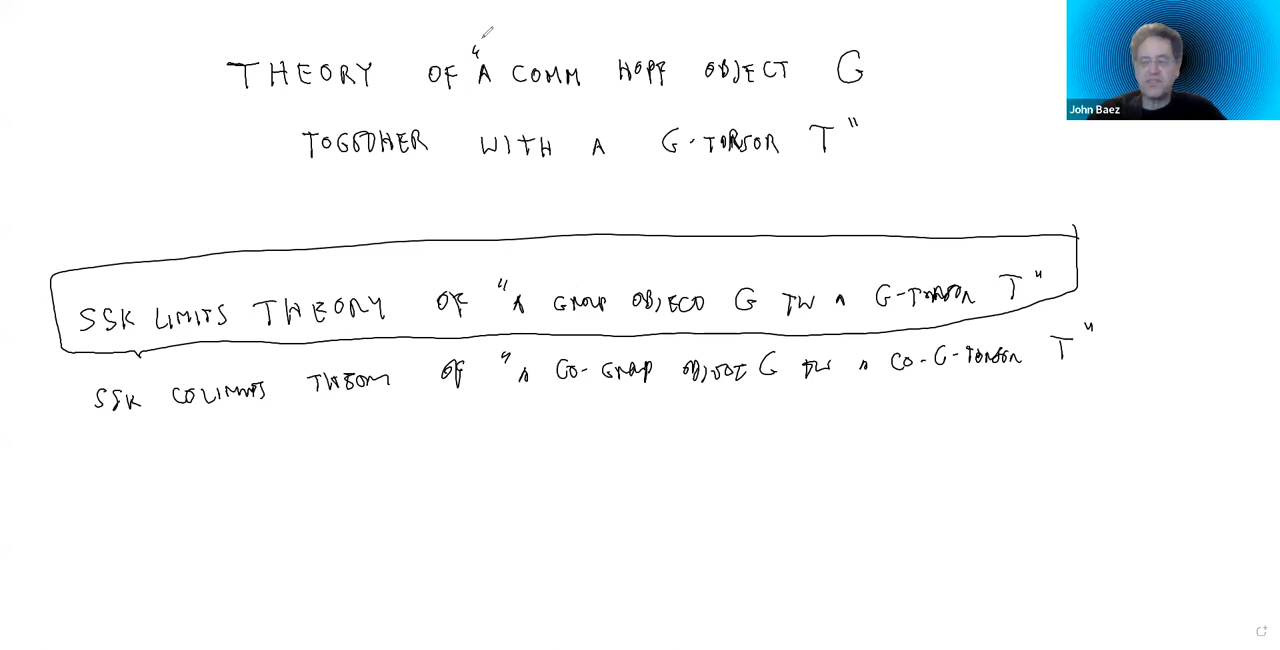 THEORY OF "A COMM HOPF OBJECT G
TOGETHER WITH A G-TORSOR T"
SSK LIMITS THEORY OF "A GROUP OBJECT G TW A G-TORSOR T"
SSK COLIMITS THEORY OF "A CO-GROUP OBJECT G TW A CO-G-TORSOR T"
John Baez